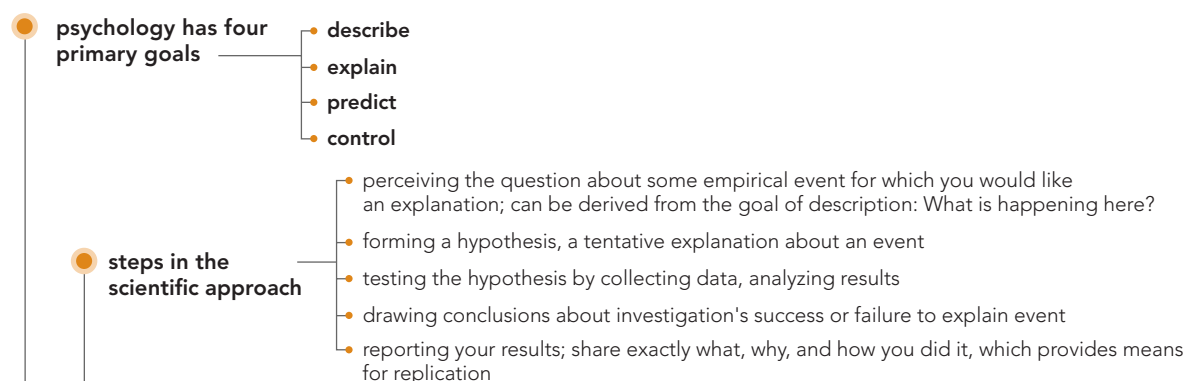 psychology has four
primary goals
describe
explain
predict
control
steps in the
scientific approach
perceiving the question about some empirical event for which you would like
an explanation; can be derived from the goal of description: What is happening here?
forming a hypothesis, a tentative explanation about an event
testing the hypothesis by collecting data, analyzing results
drawing conclusions about investigation's success or failure to explain event
reporting your results; share exactly what, why, and how you did it, which provides means
for replication